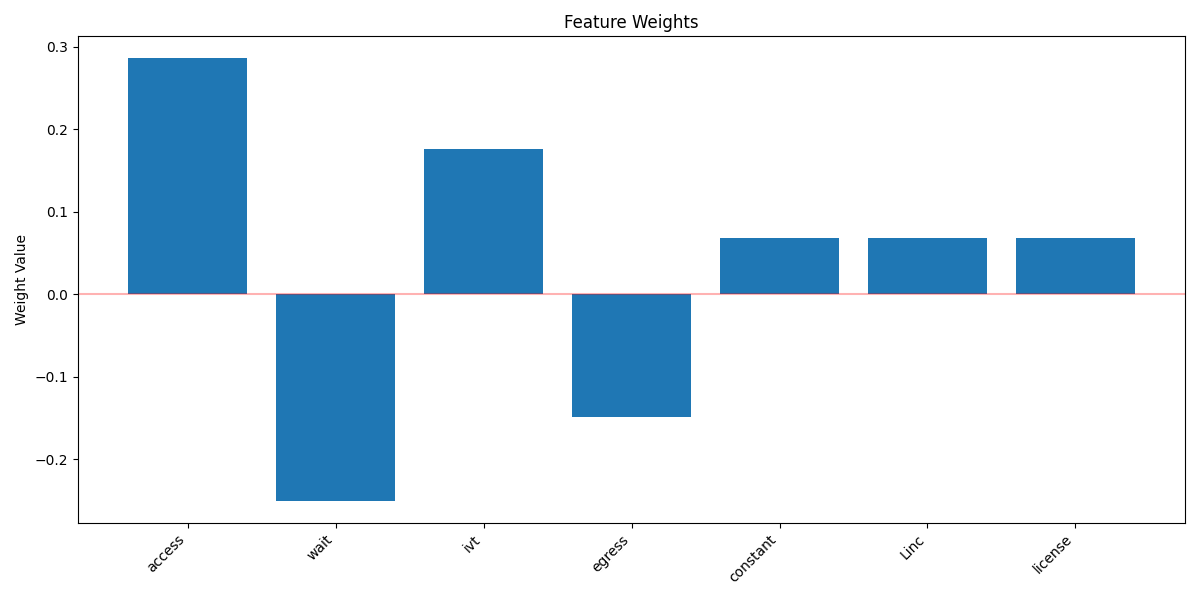 Feature Weights
Weight Value
0.3
0.2
0.1
0.0
−0.1
−0.2
access
wait
ivt
egress
constant
Linc
license